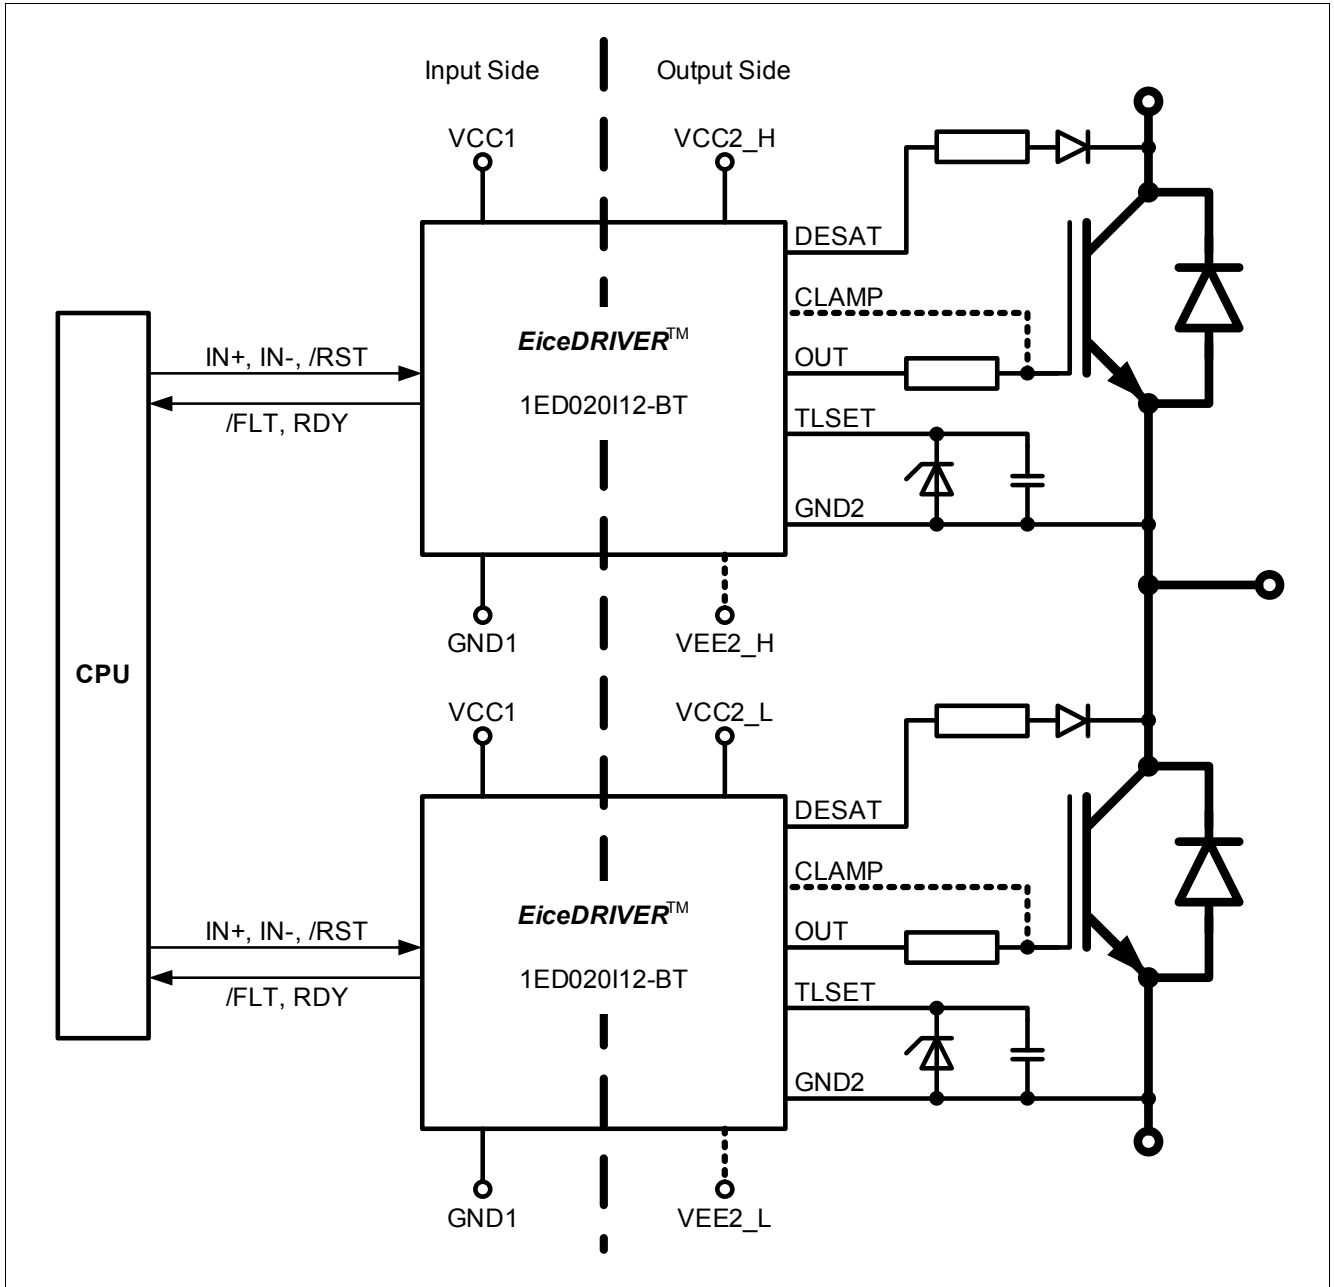 Input Side
Output Side
VCC1
VCC2_H
DESAT
CLAMP
EiceDRIVER™
OUT
IN+, IN-, /RST
1ED020I12-BT
/FLT, RDY
TLSET
GND2
GND1
VEE2_H
CPU
VCC1
VCC2_L
DESAT
CLAMP
EiceDRIVER™
OUT
IN+, IN-, /RST
1ED020I12-BT
/FLT, RDY
TLSET
GND2
GND1
VEE2_L